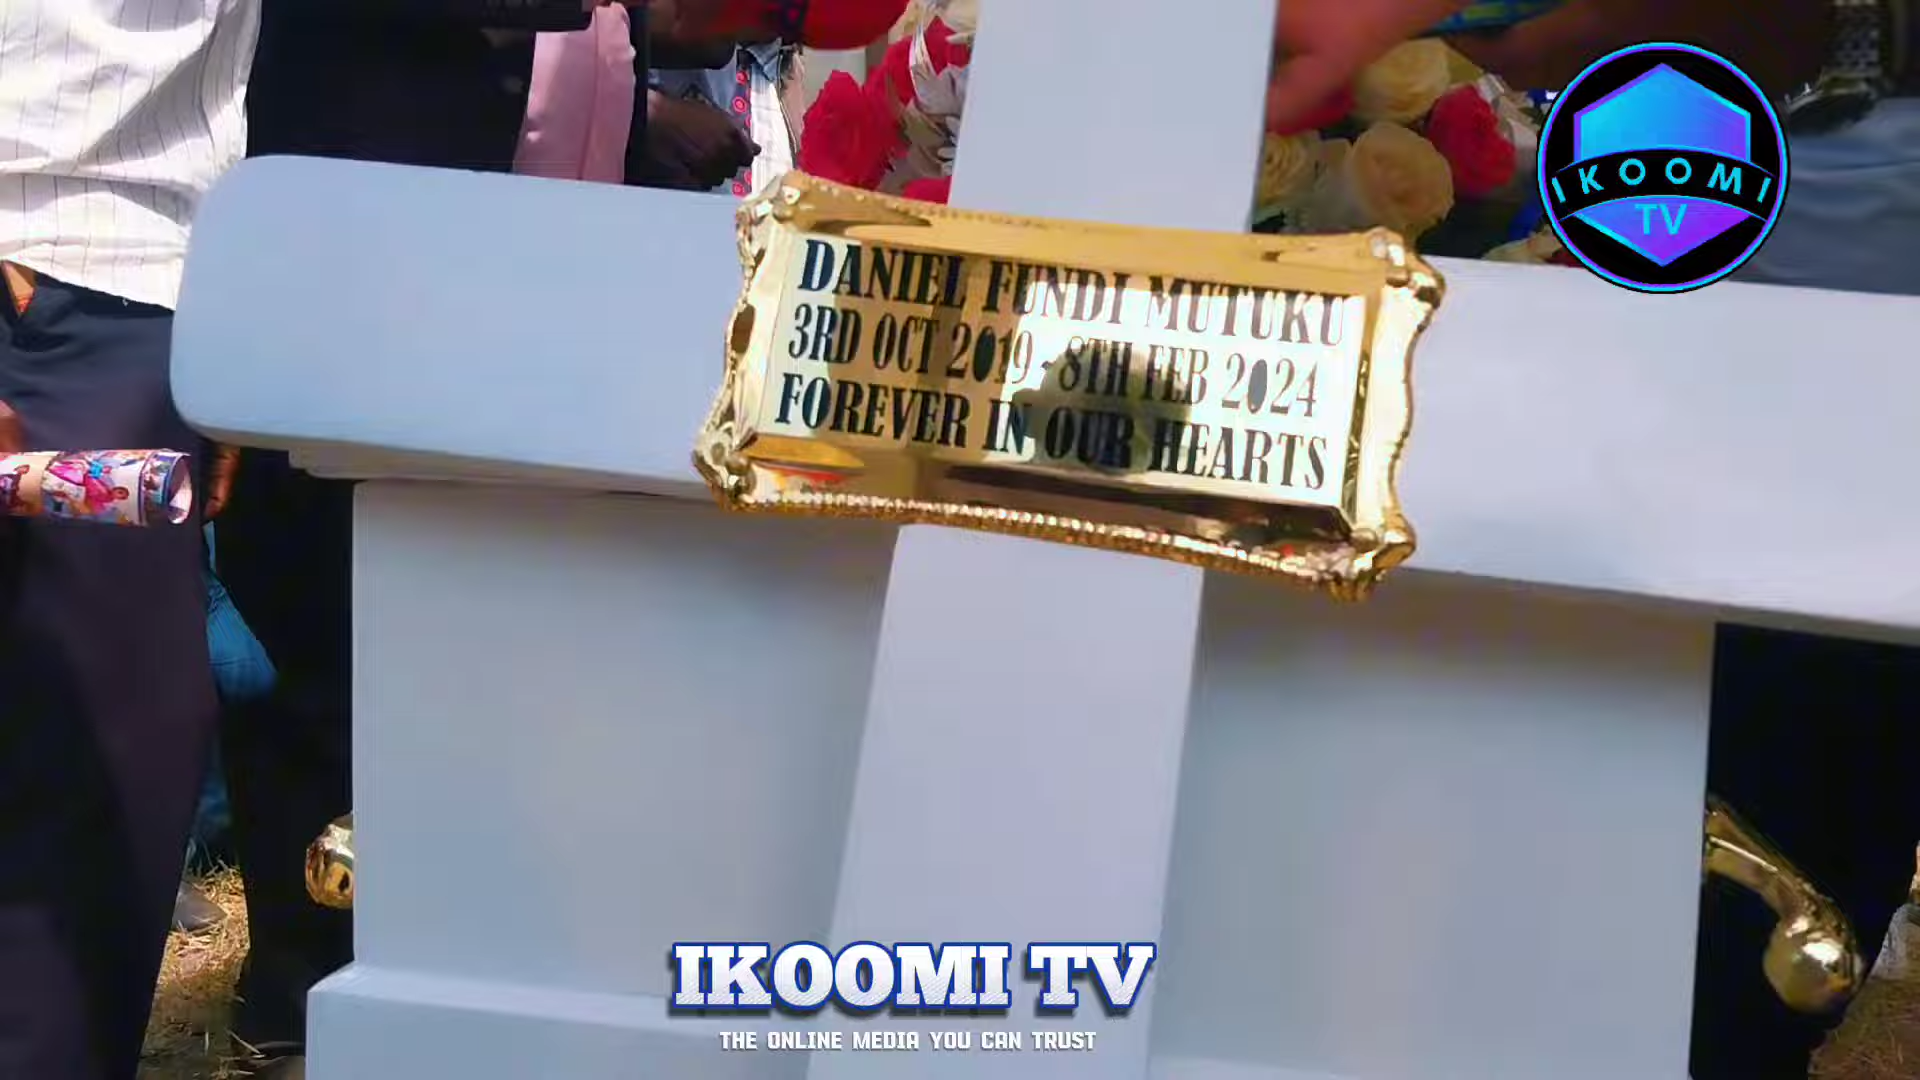 IKOOMI
TV
DANIEL FUNDI MUTUKU
3RD OCT 2019 - 8TH FEB 2024
FOREVER IN OUR HEARTS
IKOOMI TV
THE ONLINE MEDIA YOU CAN TRUST